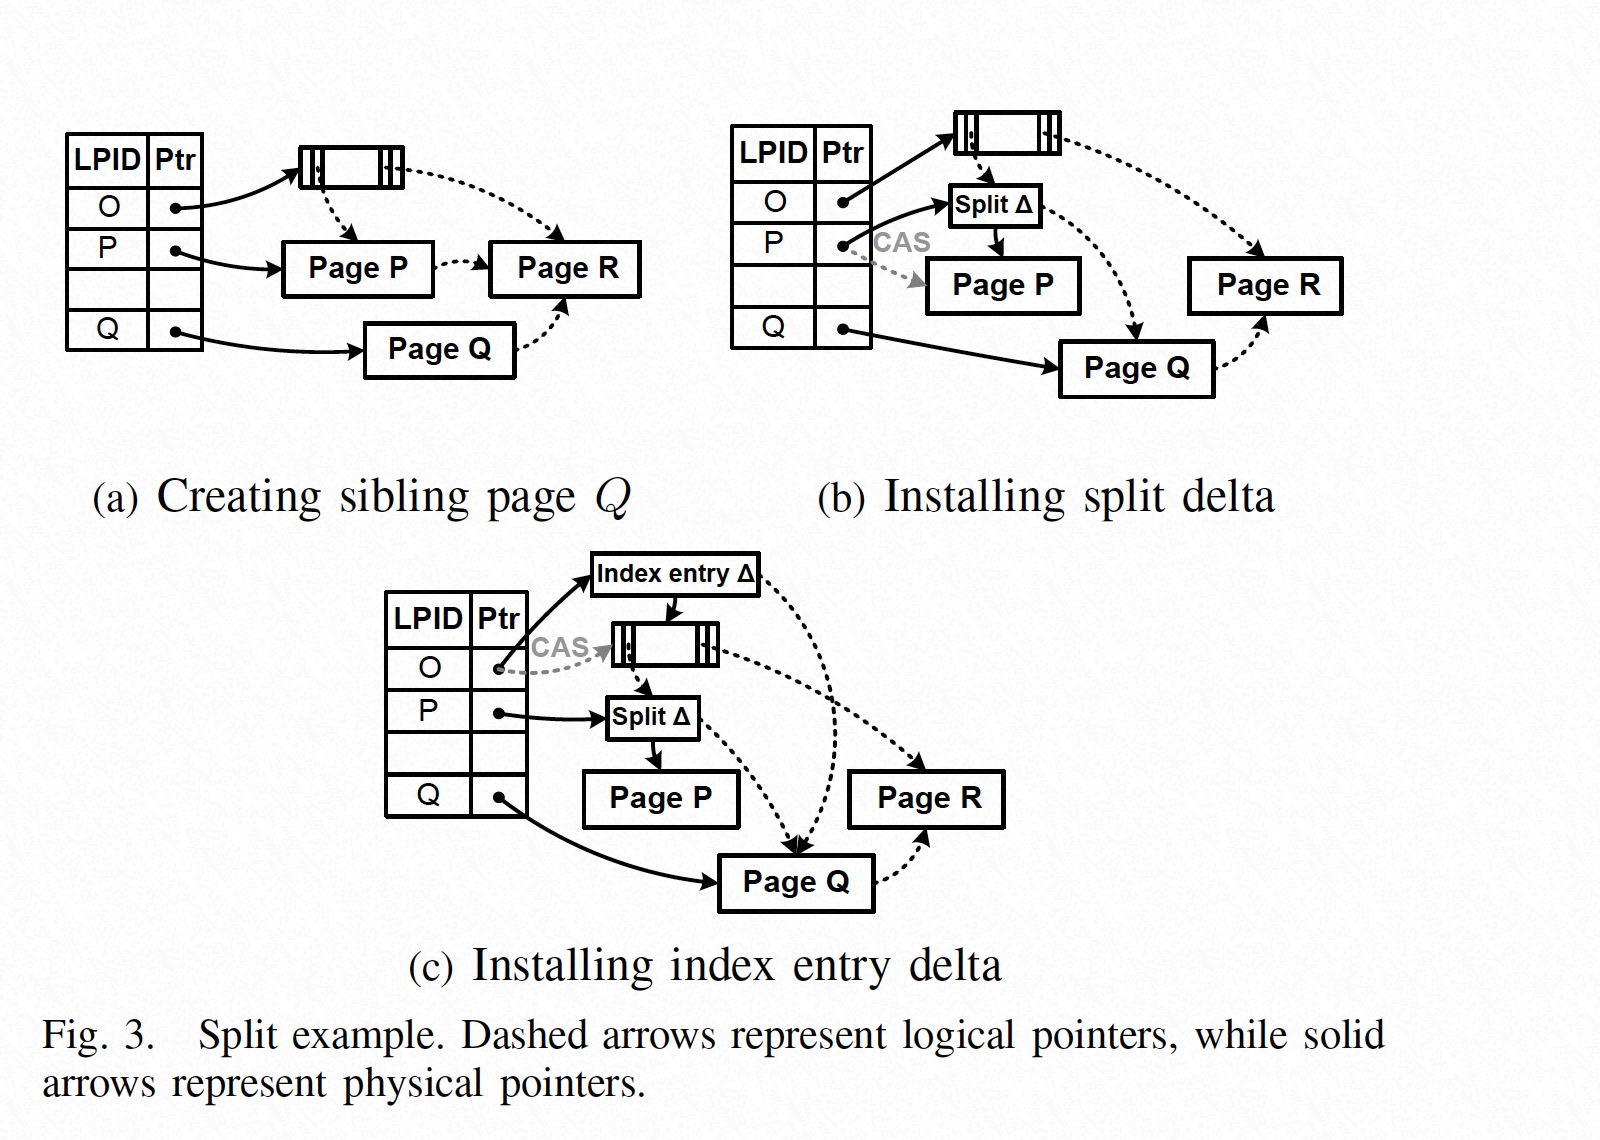 LPID Ptr
O
P
Q
Page P
Page R
Page Q
(a) Creating sibling page Q
LPID Ptr
O
P
Q
CAS
Split Δ
Page P
Page R
Page Q
(b) Installing split delta
LPID Ptr
O
P
Q
Index entry Δ
CAS
Split Δ
Page P
Page R
Page Q
(c) Installing index entry delta
Fig. 3. Split example. Dashed arrows represent logical pointers, while solid
arrows represent physical pointers.